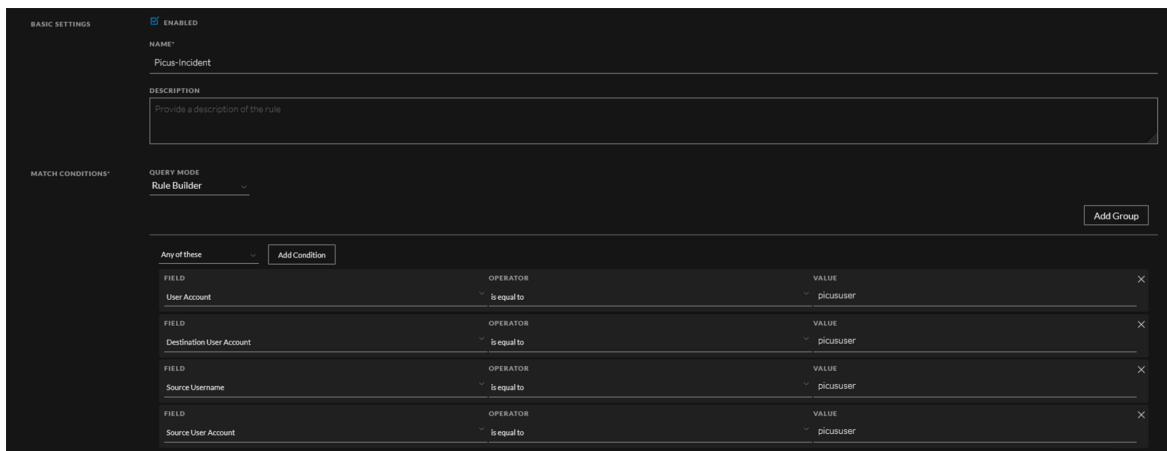 BASIC SETTINGS
ENABLED
NAME*
Picus-Incident
DESCRIPTION
Provide a description of the rule
MATCH CONDITIONS*
QUERY MODE
Rule Builder
Add Group
Any of these
Add Condition
FIELD OPERATOR VALUE
User Account is equal to picususer
FIELD OPERATOR VALUE
Destination User Account is equal to picususer
FIELD OPERATOR VALUE
Source Username is equal to picususer
FIELD OPERATOR VALUE
Source User Account is equal to picususer